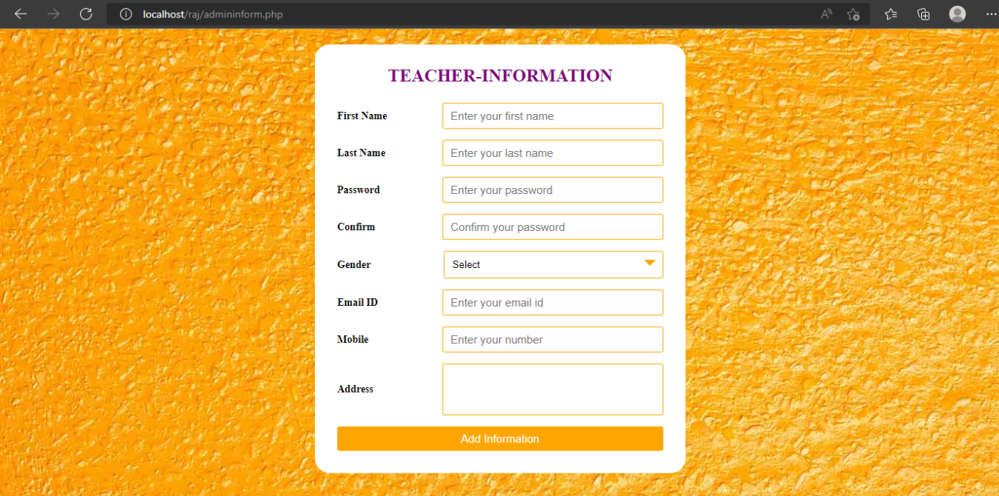 localhost/raj/admininform.php
TEACHER-INFORMATION
First Name Enter your first name
Last Name Enter your last name
Password Enter your password
Confirm Confirm your password
Gender Select
Email ID Enter your email id
Mobile Enter your number
Address
Add Information